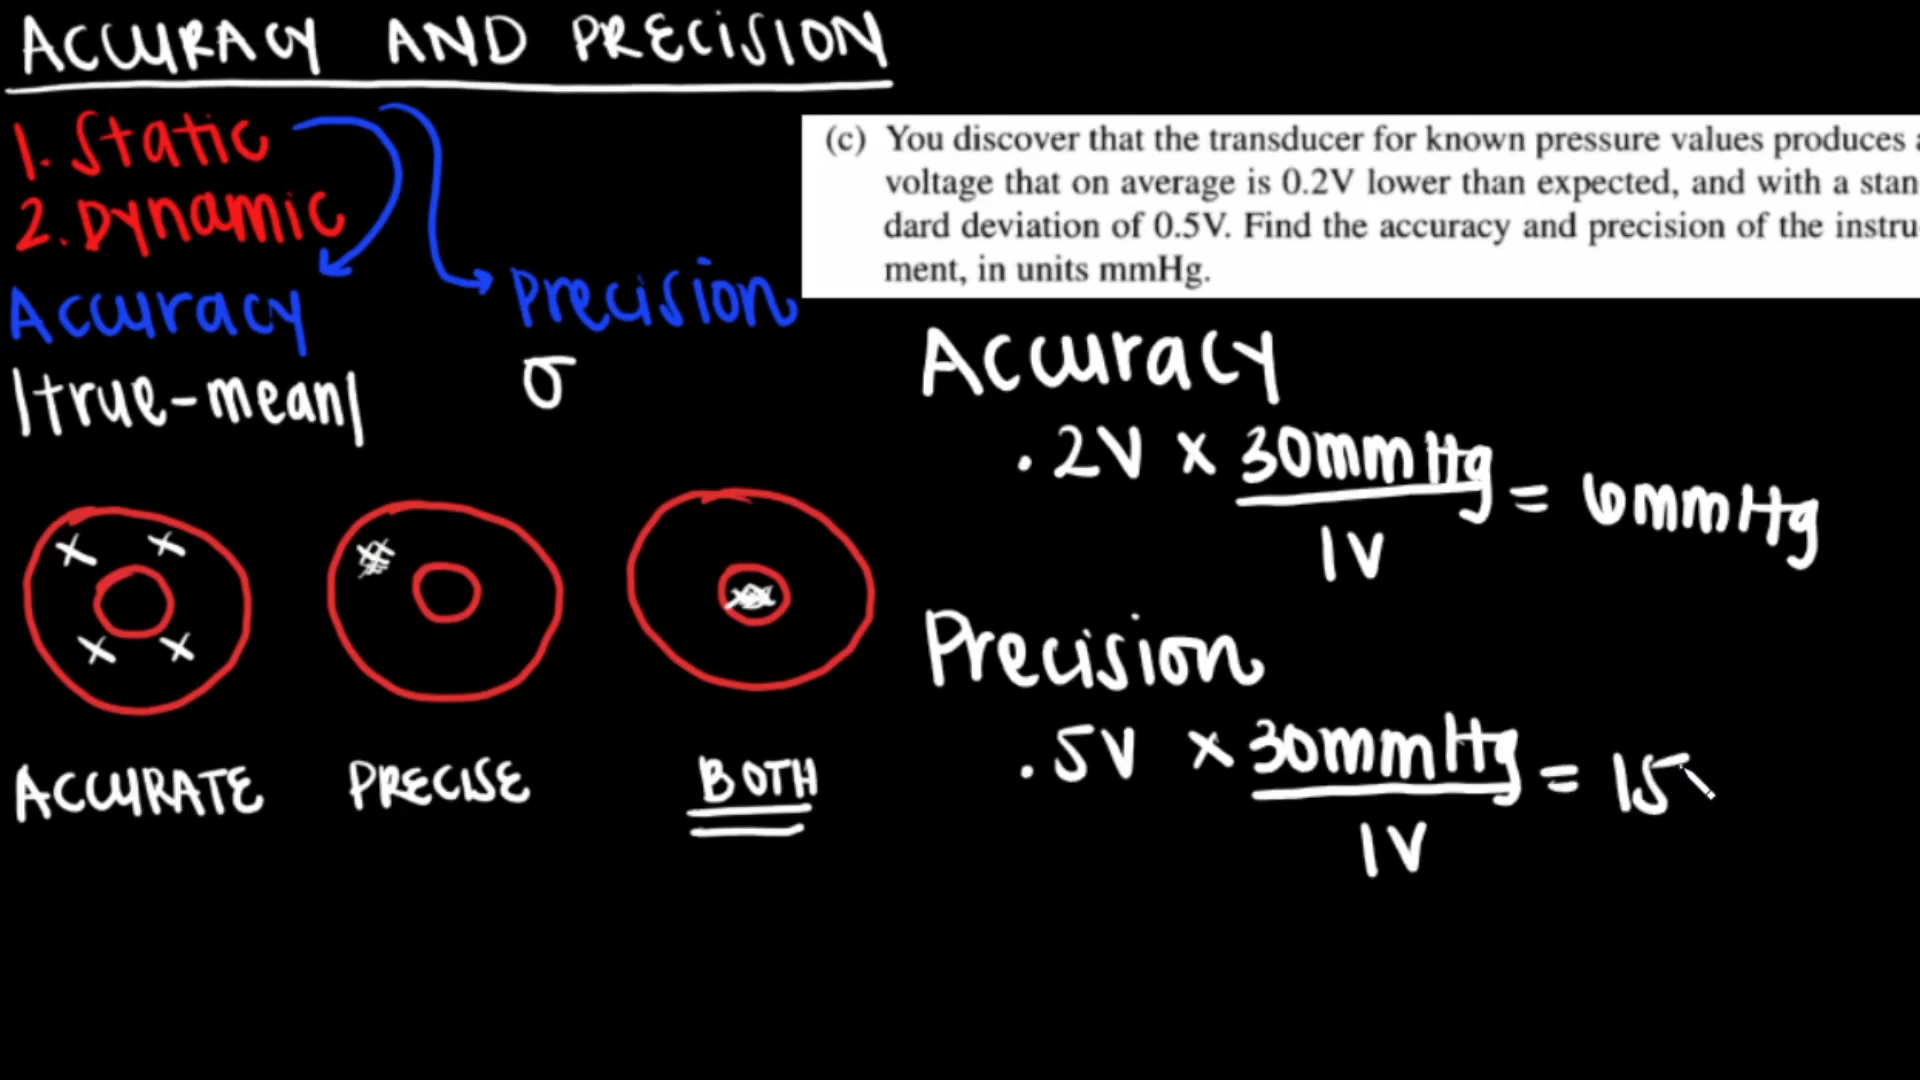 ACCURACY AND PRECISION
1. Static
2. Dynamic
Accuracy
Precision
|true-mean|
σ
ACCURATE
PRECISE
BOTH
(c) You discover that the transducer for known pressure values produces
voltage that on average is 0.2V lower than expected, and with a stan-
dard deviation of 0.5V. Find the accuracy and precision of the instru-
ment, in units mmHg.
Accuracy
.2V x 30mmHg = 6mmHg
1V
Precision
.5V x 30mmHg = 15
1V